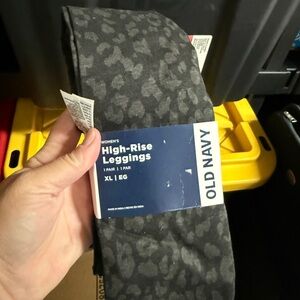 WOMEN'S
High-Rise
Leggings
1 PAIR | 1 PAR
XL | EG
OLD NAVY